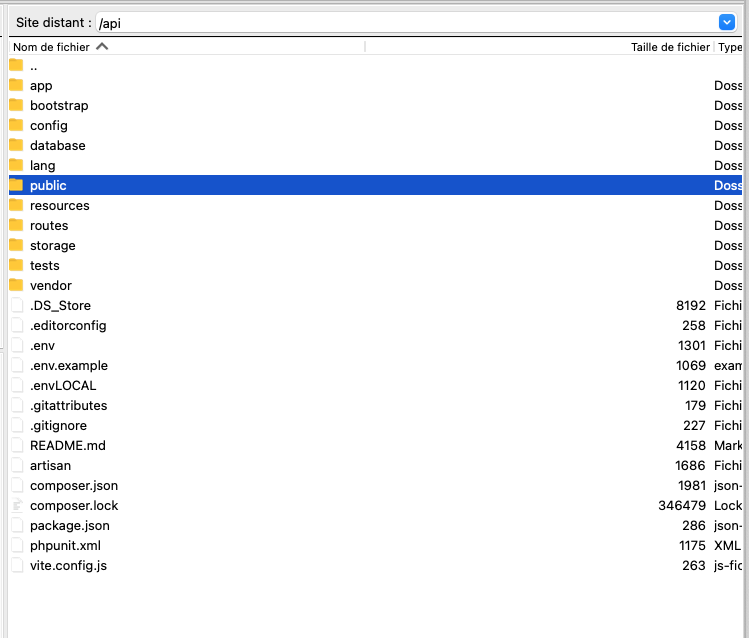 Site distant : /api
Nom de fichier Taille de fichier Type
..
app Doss
bootstrap Doss
config Doss
database Doss
lang Doss
public Doss
resources Doss
routes Doss
storage Doss
tests Doss
vendor Doss
.DS_Store 8192 Fichi
.editorconfig 258 Fichi
.env 1301 Fichi
.env.example 1069 exam
.envLOCAL 1120 Fichi
.gitattributes 179 Fichi
.gitignore 227 Fichi
README.md 4158 Mark
artisan 1686 Fichi
composer.json 1981 json-
composer.lock 346479 Lock
package.json 286 json-
phpunit.xml 1175 XML
vite.config.js 263 js-fic